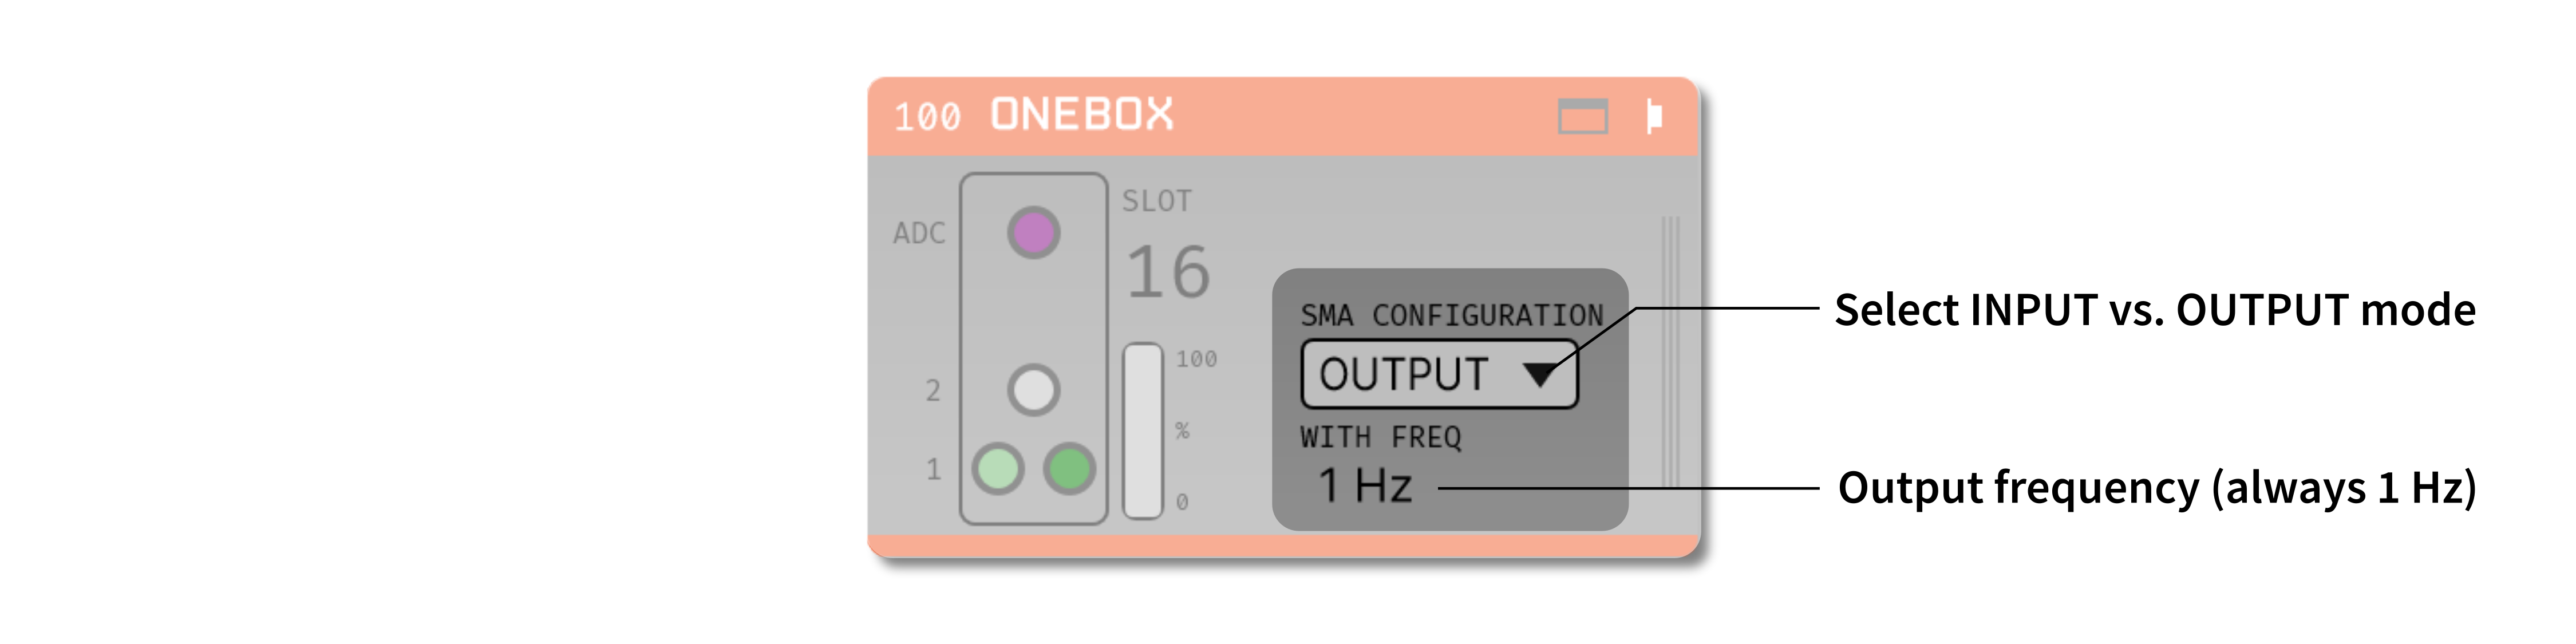 100 ONEBOX
ADC
SLOT
16
2
1
100
%
0
SMA CONFIGURATION
OUTPUT
WITH FREQ
1 Hz
Select INPUT vs. OUTPUT mode
Output frequency (always 1 Hz)